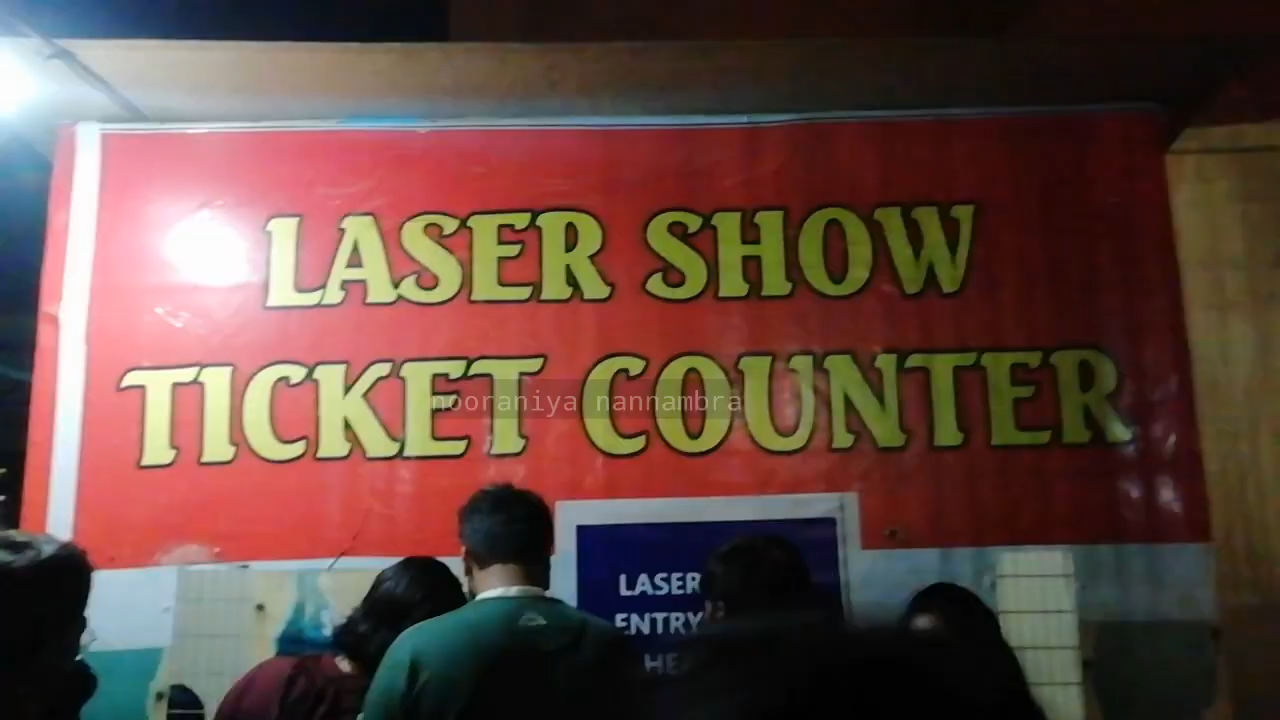 LASER SHOW
TICKET COUNTER
nooraniya nannambra
LASER
ENTRY